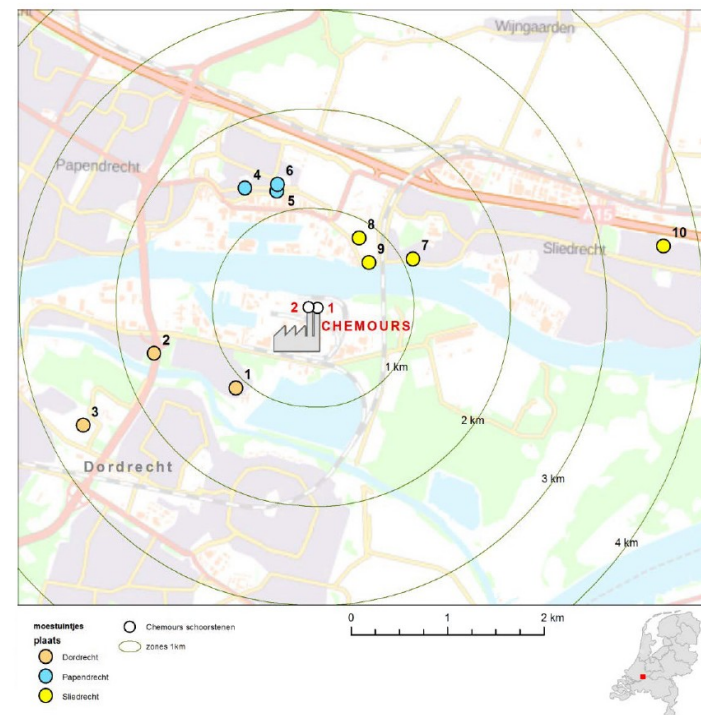 cht
Wijngaarden
Papendrecht
4
6
5
8
9
7
A15
Sliedrecht
10
2
1
CHEMOURS
2
1
3
1 km
2 km
3 km
4 km
Dordrecht
0
1
2 km
moestuintjes
plaats
Dordrecht
Papendrecht
Sliedrecht
Chemours schoorstenen
zones 1km